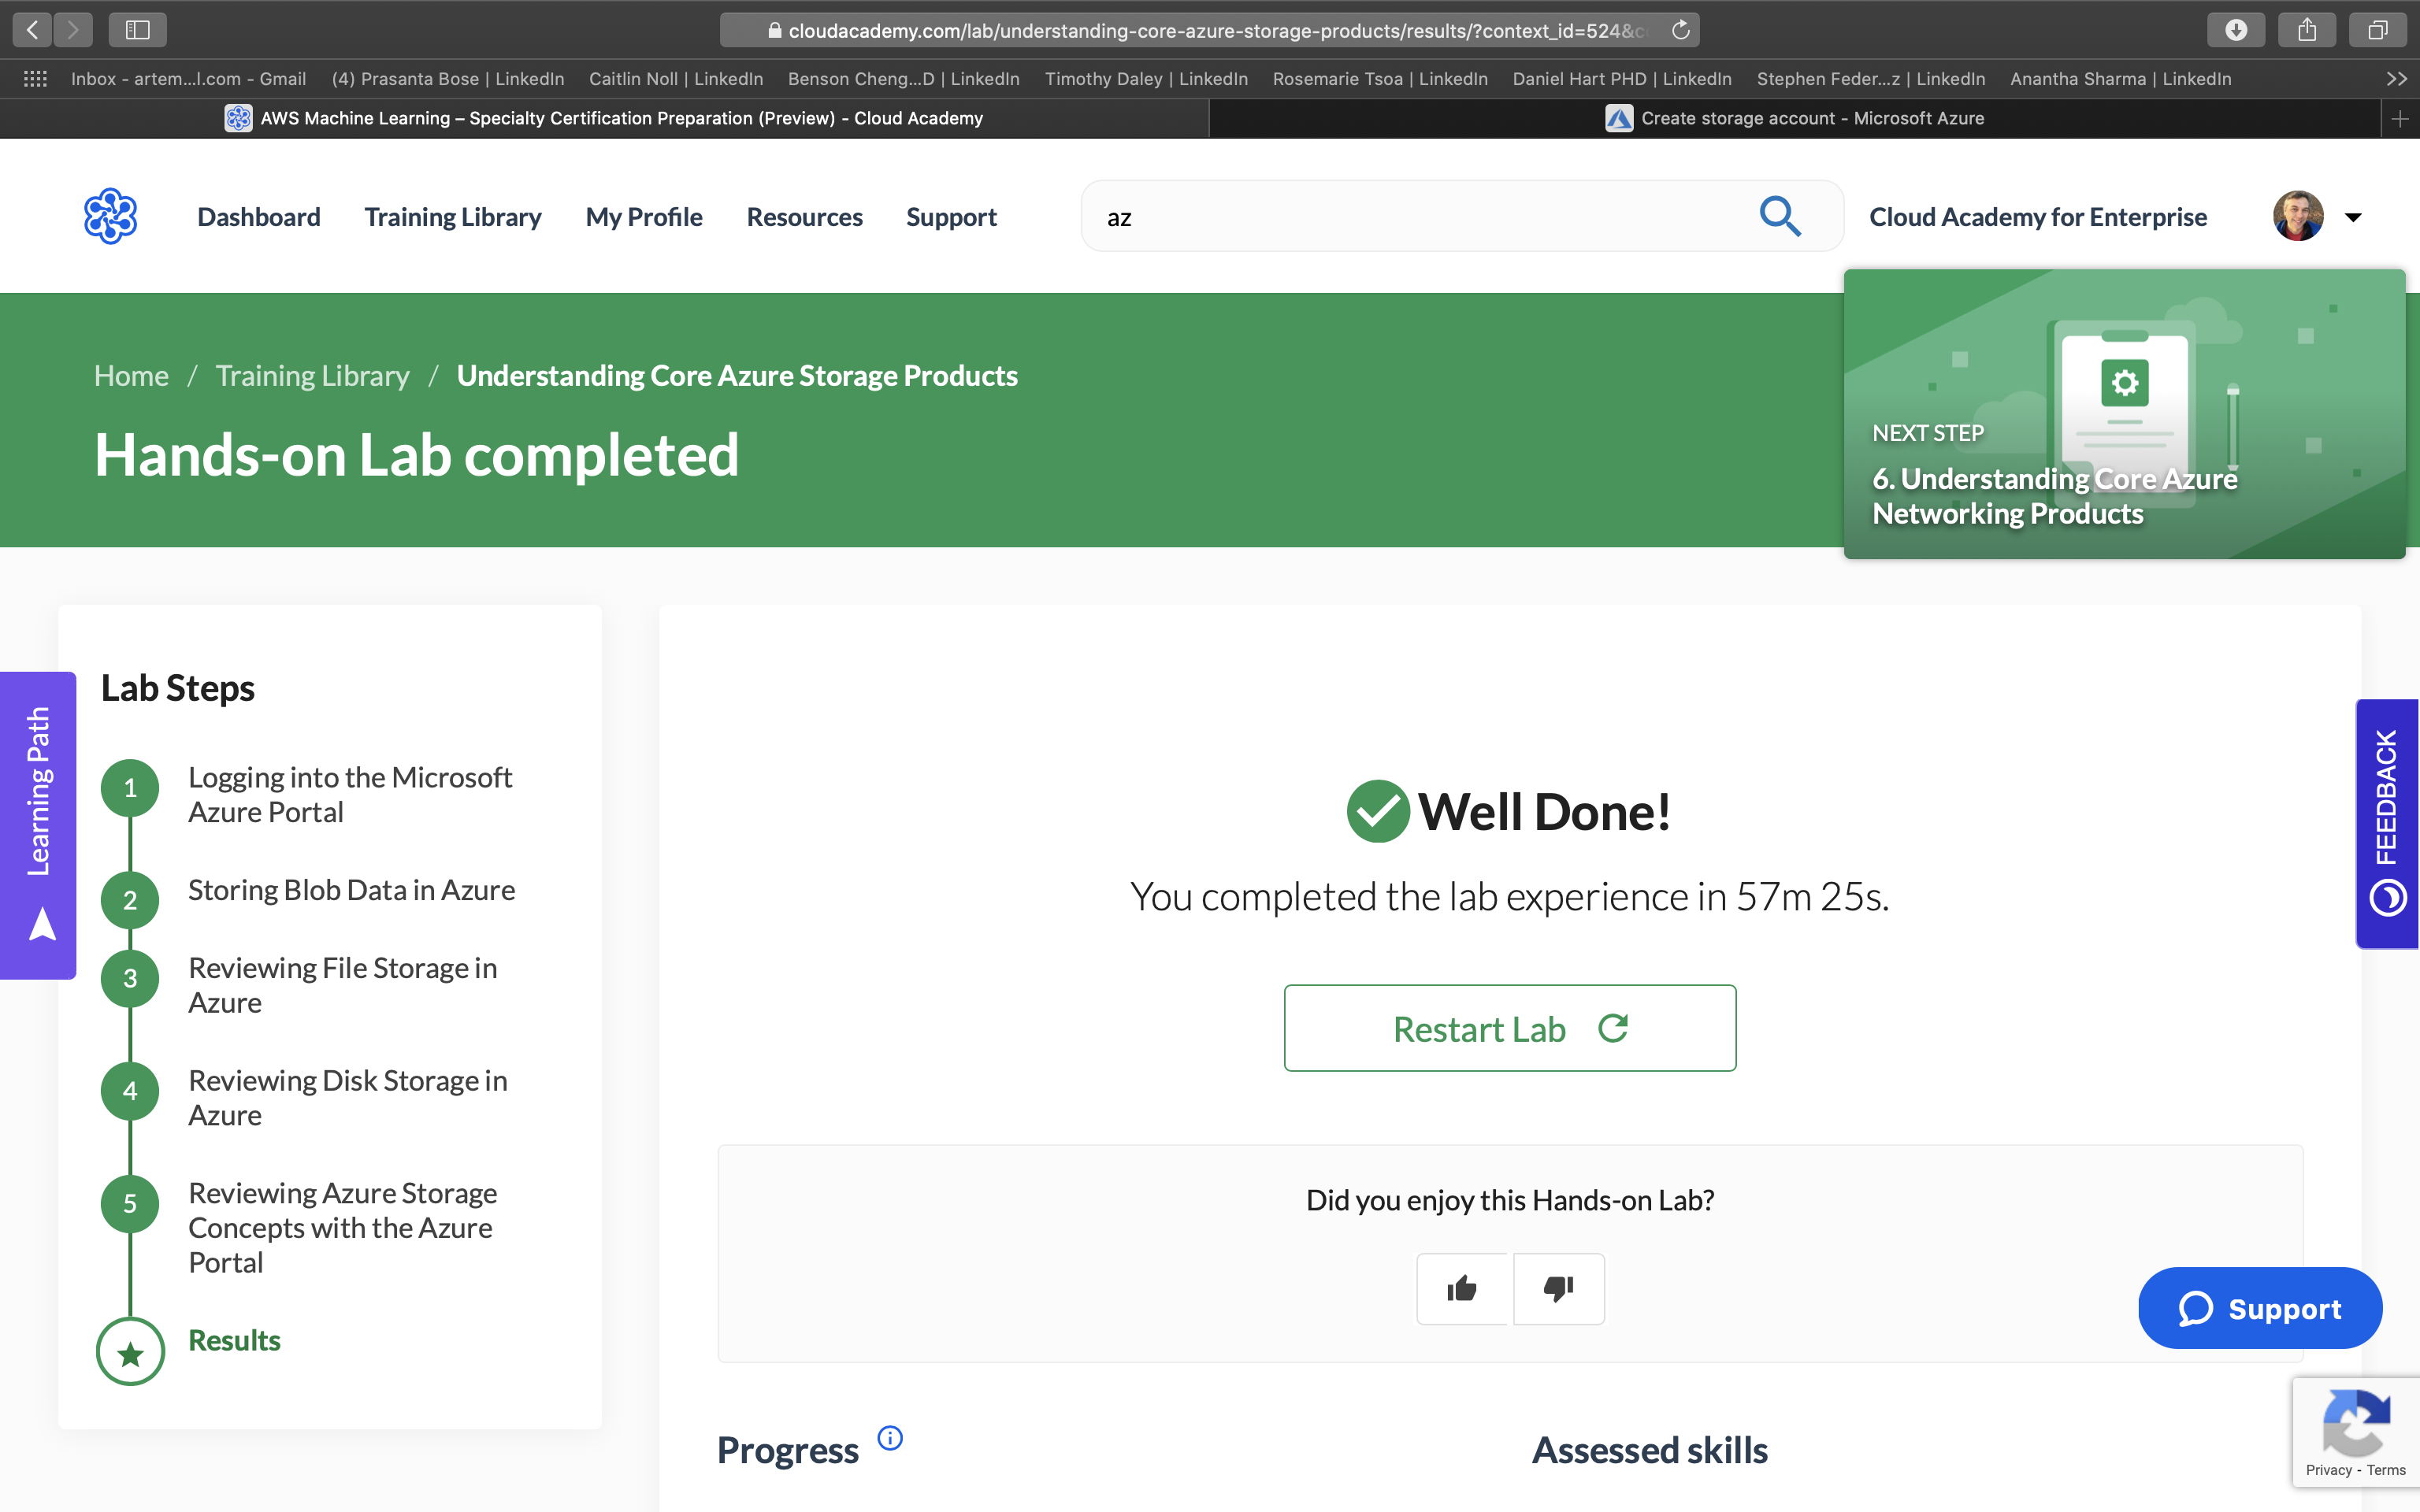 cloudacademy.com/lab/understanding-core-azure-storage-products/results/?context_id=524&c
Inbox - artem...l.com - Gmail
(4) Prasanta Bose | LinkedIn
Caitlin Noll | LinkedIn
Benson Cheng...D | LinkedIn
Timothy Daley | LinkedIn
Rosemarie Tsoa | LinkedIn
Daniel Hart PHD | LinkedIn
Stephen Feder...z | LinkedIn
Anantha Sharma | LinkedIn
AWS Machine Learning – Specialty Certification Preparation (Preview) - Cloud Academy
Create storage account - Microsoft Azure
Dashboard
Training Library
My Profile
Resources
Support
az
Cloud Academy for Enterprise
Home / Training Library / Understanding Core Azure Storage Products
Hands-on Lab completed
NEXT STEP
6. Understanding Core Azure
Networking Products
Learning Path
Lab Steps
1
Logging into the Microsoft
Azure Portal
2
Storing Blob Data in Azure
3
Reviewing File Storage in
Azure
4
Reviewing Disk Storage in
Azure
5
Reviewing Azure Storage
Concepts with the Azure
Portal
Results
Well Done!
You completed the lab experience in 57m 25s.
Restart Lab
Did you enjoy this Hands-on Lab?
Progress
Assessed skills
FEEDBACK
Support
Privacy - Terms